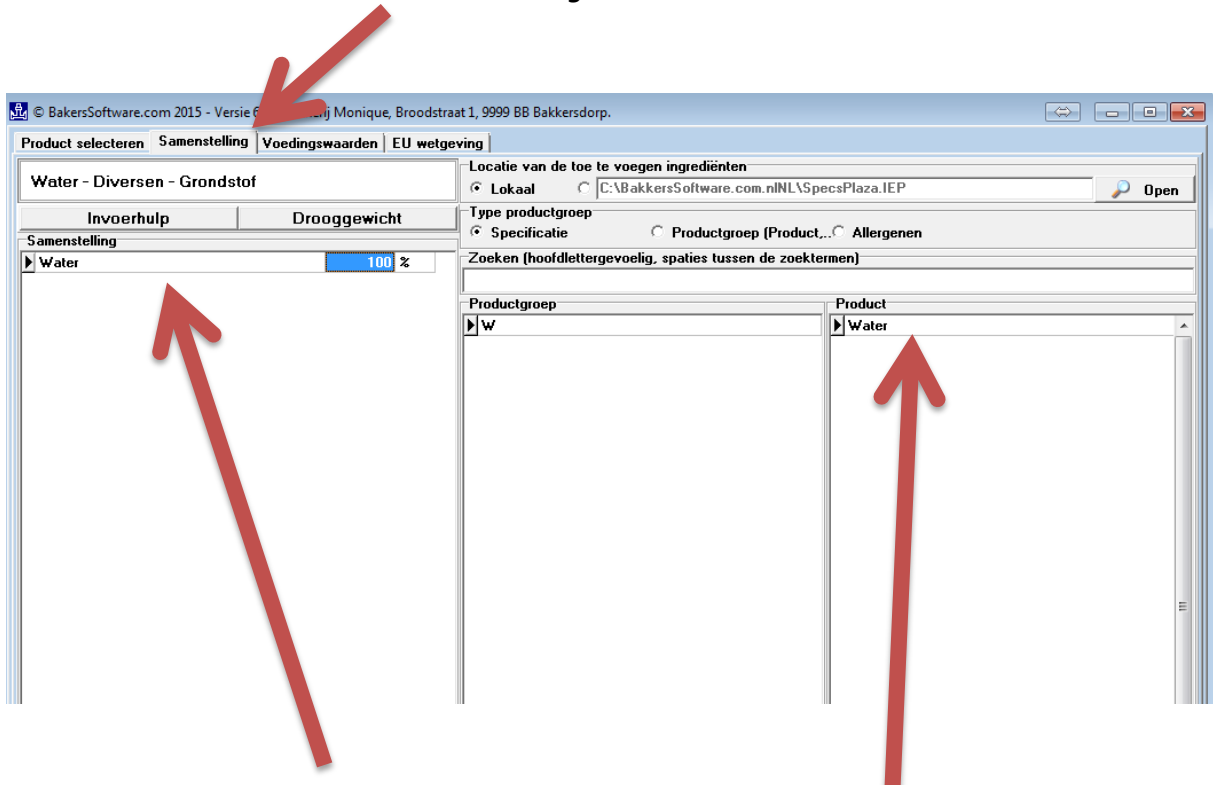 g
© BakersSoftware.com 2015 - Versie 6 ij Monique, Broodstraat 1, 9999 BB Bakkersdorp.
Product selecteren Samenstelling Voedingswaarden EU wetgeving
Water - Diversen - Grondstof
Invoerhulp Drooggewicht
Samenstelling
Water 100 %
Locatie van de toe te voegen ingrediënten
Lokaal C:\BakkersSoftware.com.nlNL\SpecsPlaza.IEP Open
Type productgroep
Specificatie Productgroep (Product,.. Allergenen
Zoeken (hoofdlettergevoelig, spaties tussen de zoektermen)
Productgroep Product
W Water